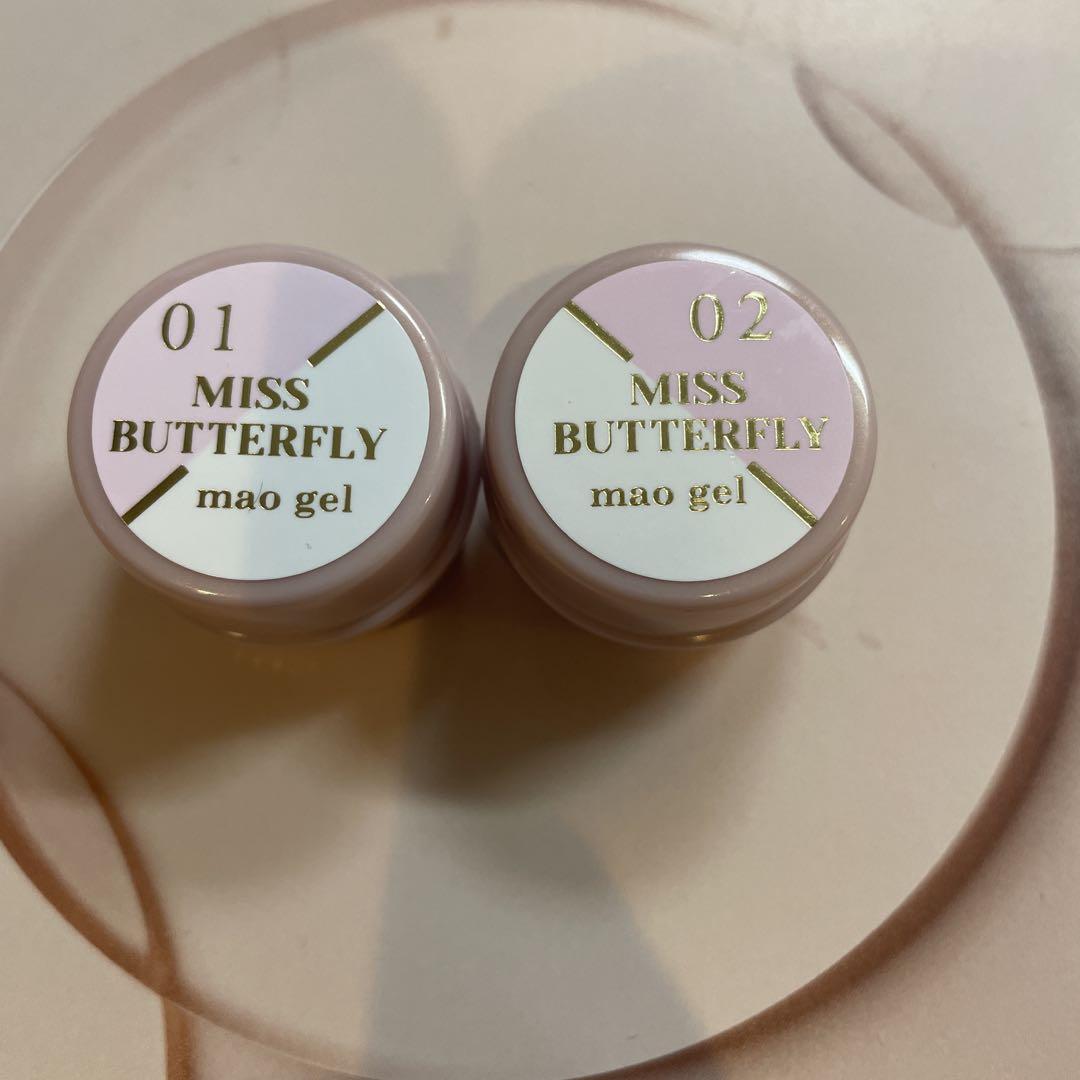 01
MISS
BUTTERFLY
mao gel
02
MISS
BUTTERFLY
mao gel